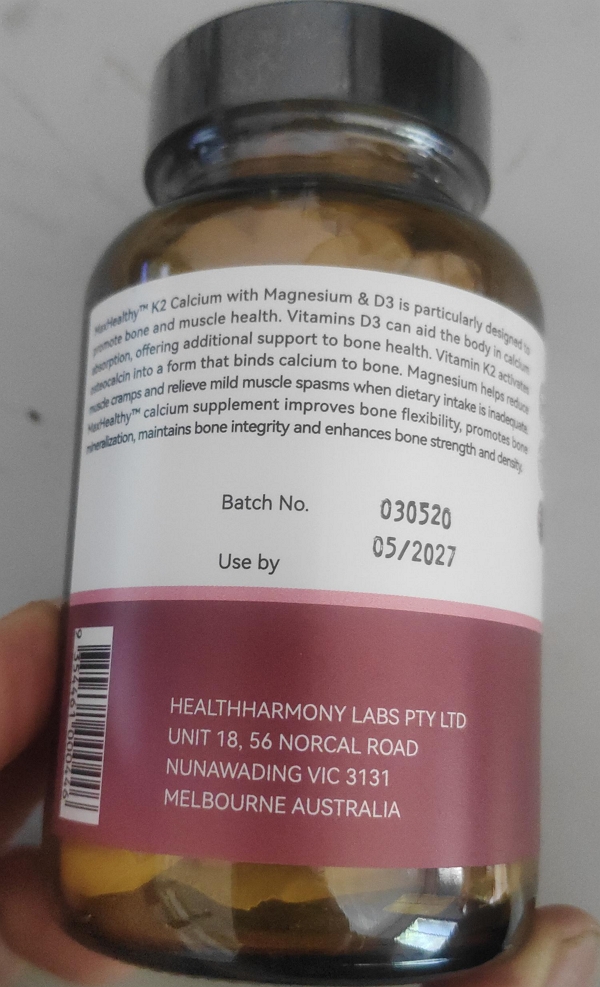 MaxHealthy™ K2 Calcium with Magnesium & D3 is particularly designed to
promote bone and muscle health. Vitamins D3 can aid the body in calcium
absorption, offering additional support to bone health. Vitamin K2 activates
osteocalcin into a form that binds calcium to bone. Magnesium helps reduce
muscle cramps and relieve mild muscle spasms when dietary intake is inadequate.
MaxHealthy™ calcium supplement improves bone flexibility, promotes bone
mineralization, maintains bone integrity and enhances bone strength and density.
Batch No. 030520
Use by 05/2027
9 354461 000446
HEALTHHARMONY LABS PTY LTD
UNIT 18, 56 NORCAL ROAD
NUNAWADING VIC 3131
MELBOURNE AUSTRALIA